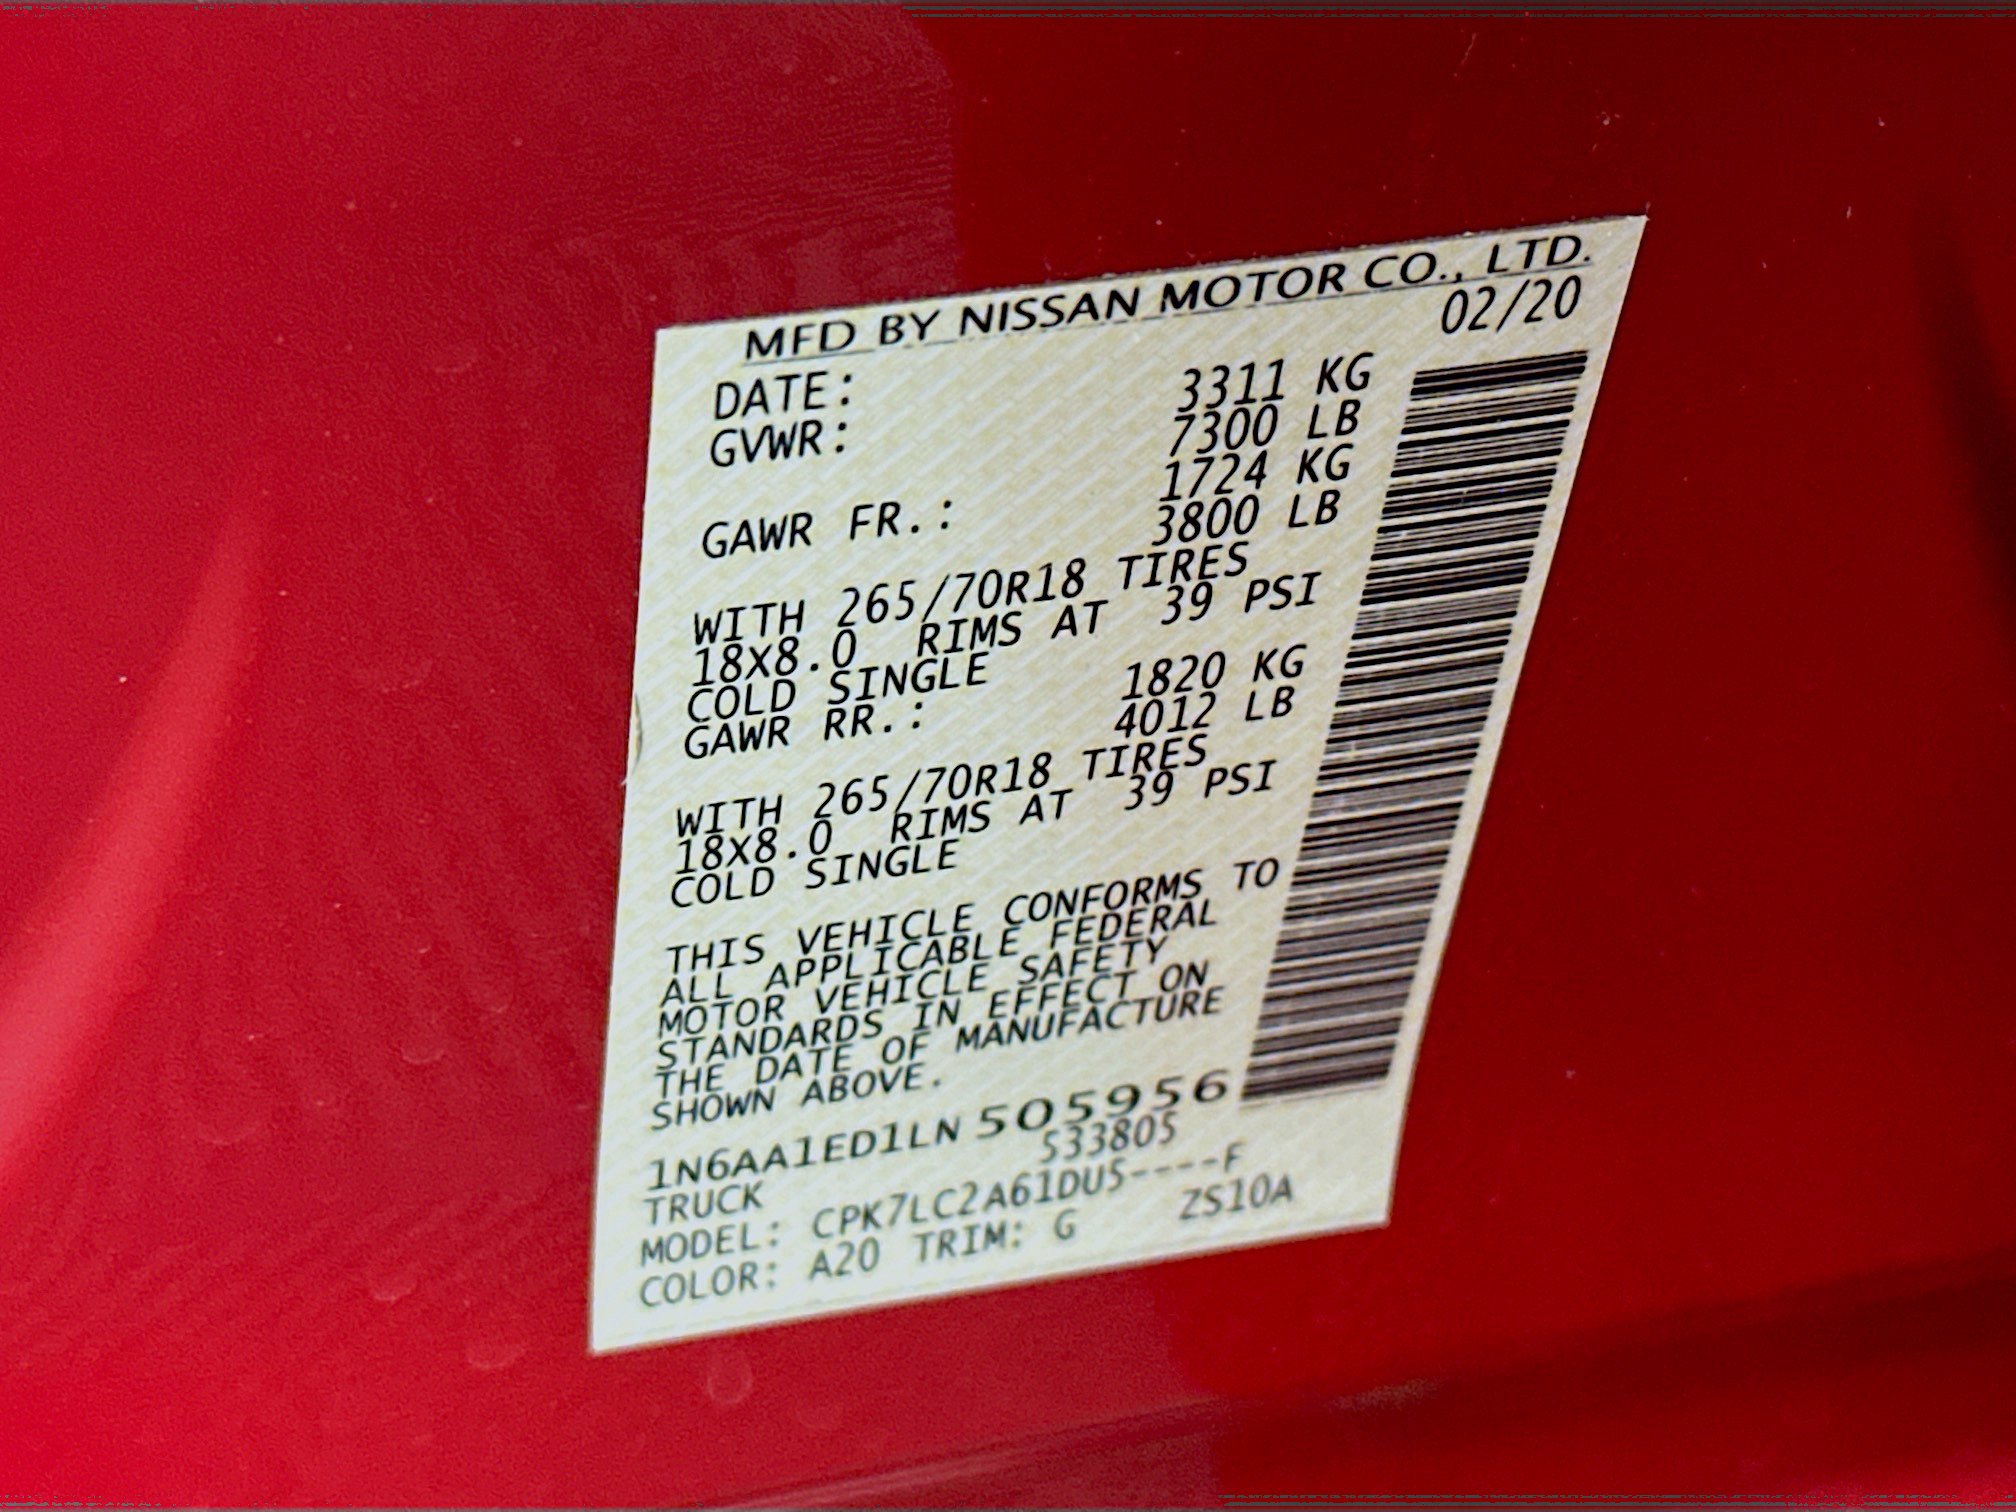 MFD BY NISSAN MOTOR CO., LTD.
DATE: 02/20
GVWR: 3311 KG
7300 LB
GAWR FR.: 1724 KG
3800 LB
WITH 265/70R18 TIRES
18X8.0 RIMS AT 39 PSI
COLD SINGLE
GAWR RR.: 1820 KG
4012 LB
WITH 265/70R18 TIRES
18X8.0 RIMS AT 39 PSI
COLD SINGLE
THIS VEHICLE CONFORMS TO
ALL APPLICABLE FEDERAL
MOTOR VEHICLE SAFETY
STANDARDS IN EFFECT ON
THE DATE OF MANUFACTURE
SHOWN ABOVE.
1N6AA1ED1LN505956
TRUCK 533805
MODEL: CPK7LC2A61DU5----F
COLOR: A20 TRIM: G ZS10A